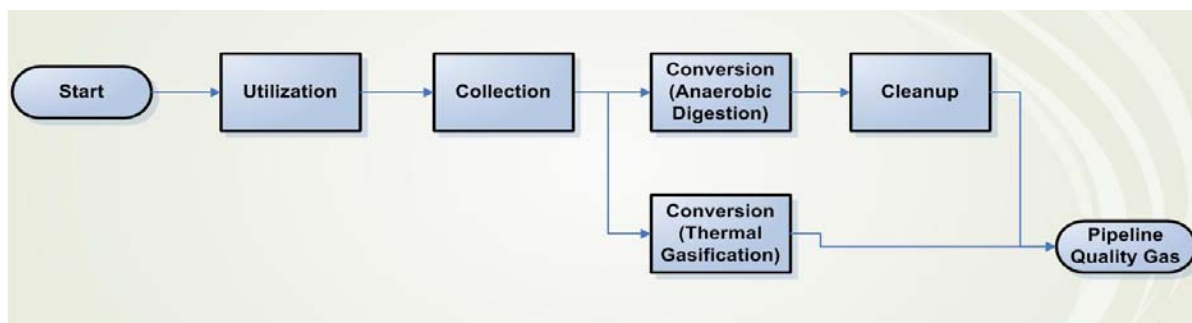 Start
Utilization
Collection
Conversion
(Anaerobic
Digestion)
Cleanup
Conversion
(Thermal
Gasification)
Pipeline
Quality Gas